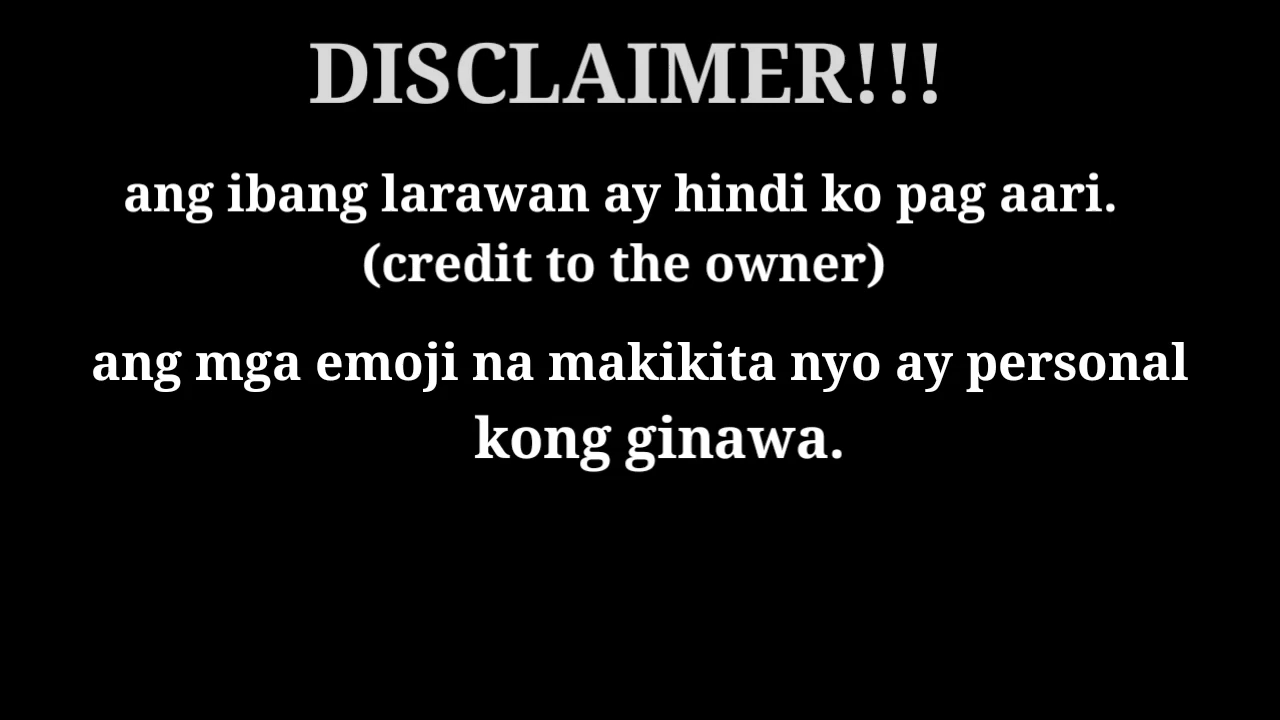 DISCLAIMER!!!
ang ibang larawan ay hindi ko pag aari.
(credit to the owner)
ang mga emoji na makikita nyo ay personal
kong ginawa.